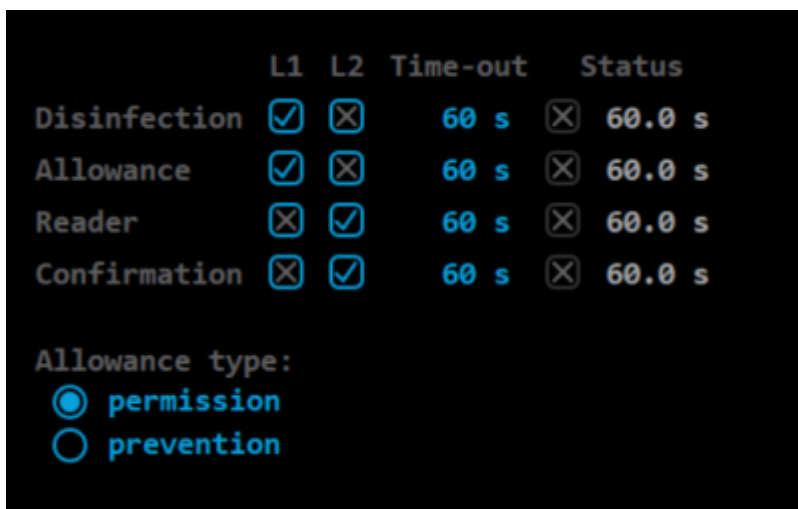 L1 L2 Time-out Status
Disinfection 60 s 60.0 s
Allowance 60 s 60.0 s
Reader 60 s 60.0 s
Confirmation 60 s 60.0 s
Allowance type:
permission
prevention